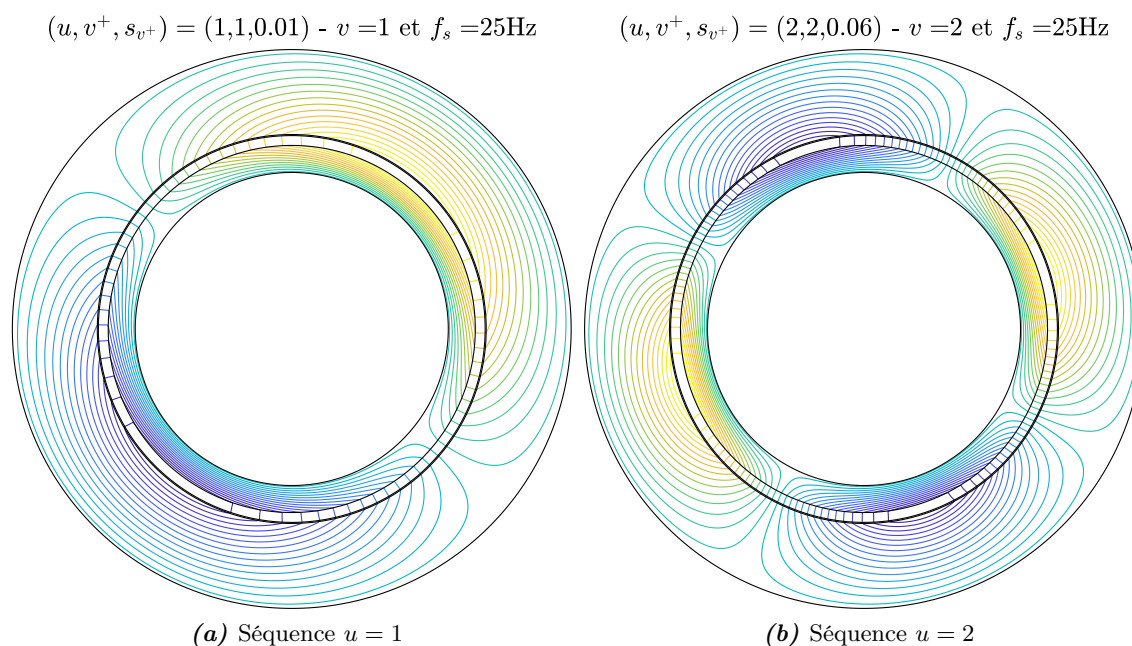 (u, v⁺, s_{v⁺}) = (1,1,0.01) - v =1 et f_s =25Hz
(u, v⁺, s_{v⁺}) = (2,2,0.06) - v =2 et f_s =25Hz
(a) Séquence u = 1
(b) Séquence u = 2